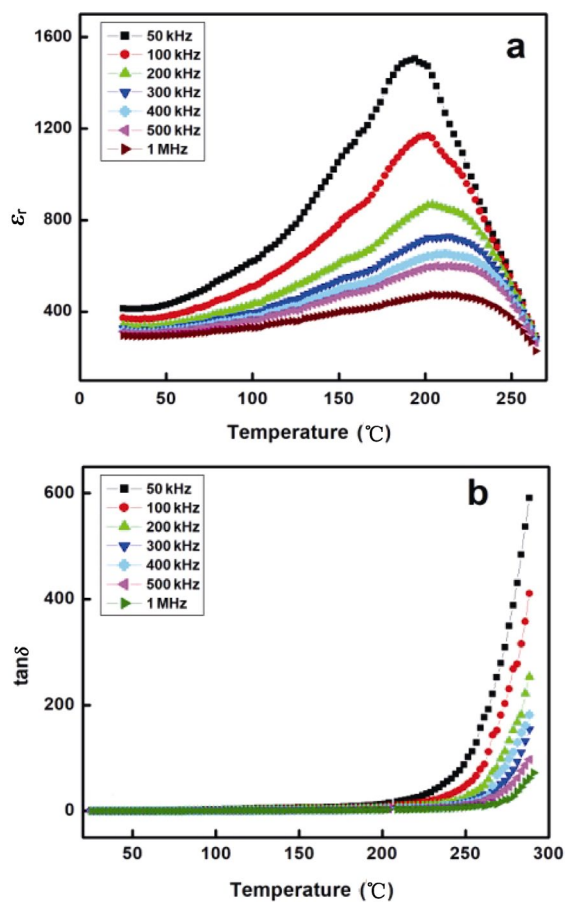 a
1600
1200
800
400
εr
50 kHz
100 kHz
200 kHz
300 kHz
400 kHz
500 kHz
1 MHz
0 50 100 150 200 250
Temperature (℃)
b
600
400
200
0
tanδ
50 kHz
100 kHz
200 kHz
300 kHz
400 kHz
500 kHz
1 MHz
50 100 150 200 250 300
Temperature (℃)